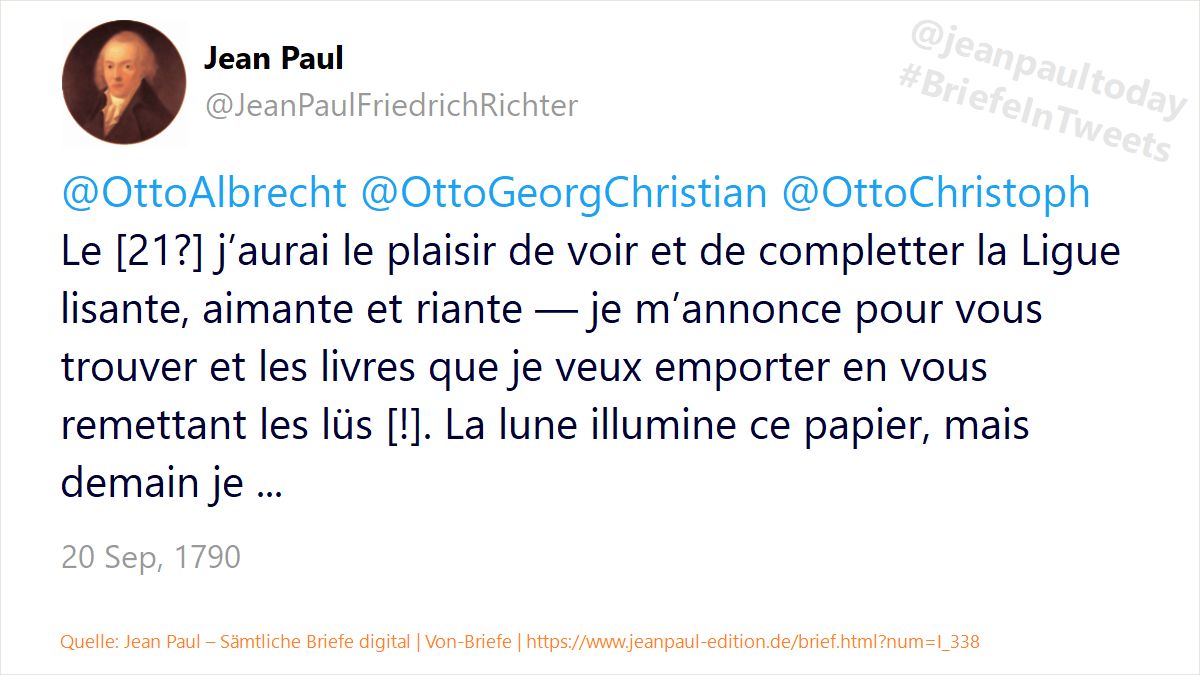 Jean Paul
@JeanPaulFriedrichRichter
@jeanpaultoday
#BriefeInTweets
@OttoAlbrecht @OttoGeorgChristian @OttoChristoph
Le [21?] j’aurai le plaisir de voir et de completter la Ligue
lisante, aimante et riante — je m’annonce pour vous
trouver et les livres que je veux emporter en vous
remettant les lüs [!]. La lune illumine ce papier, mais
demain je ...
20 Sep, 1790
Quelle: Jean Paul – Sämtliche Briefe digital | Von-Briefe | https://www.jeanpaul-edition.de/brief.html?num=I_338